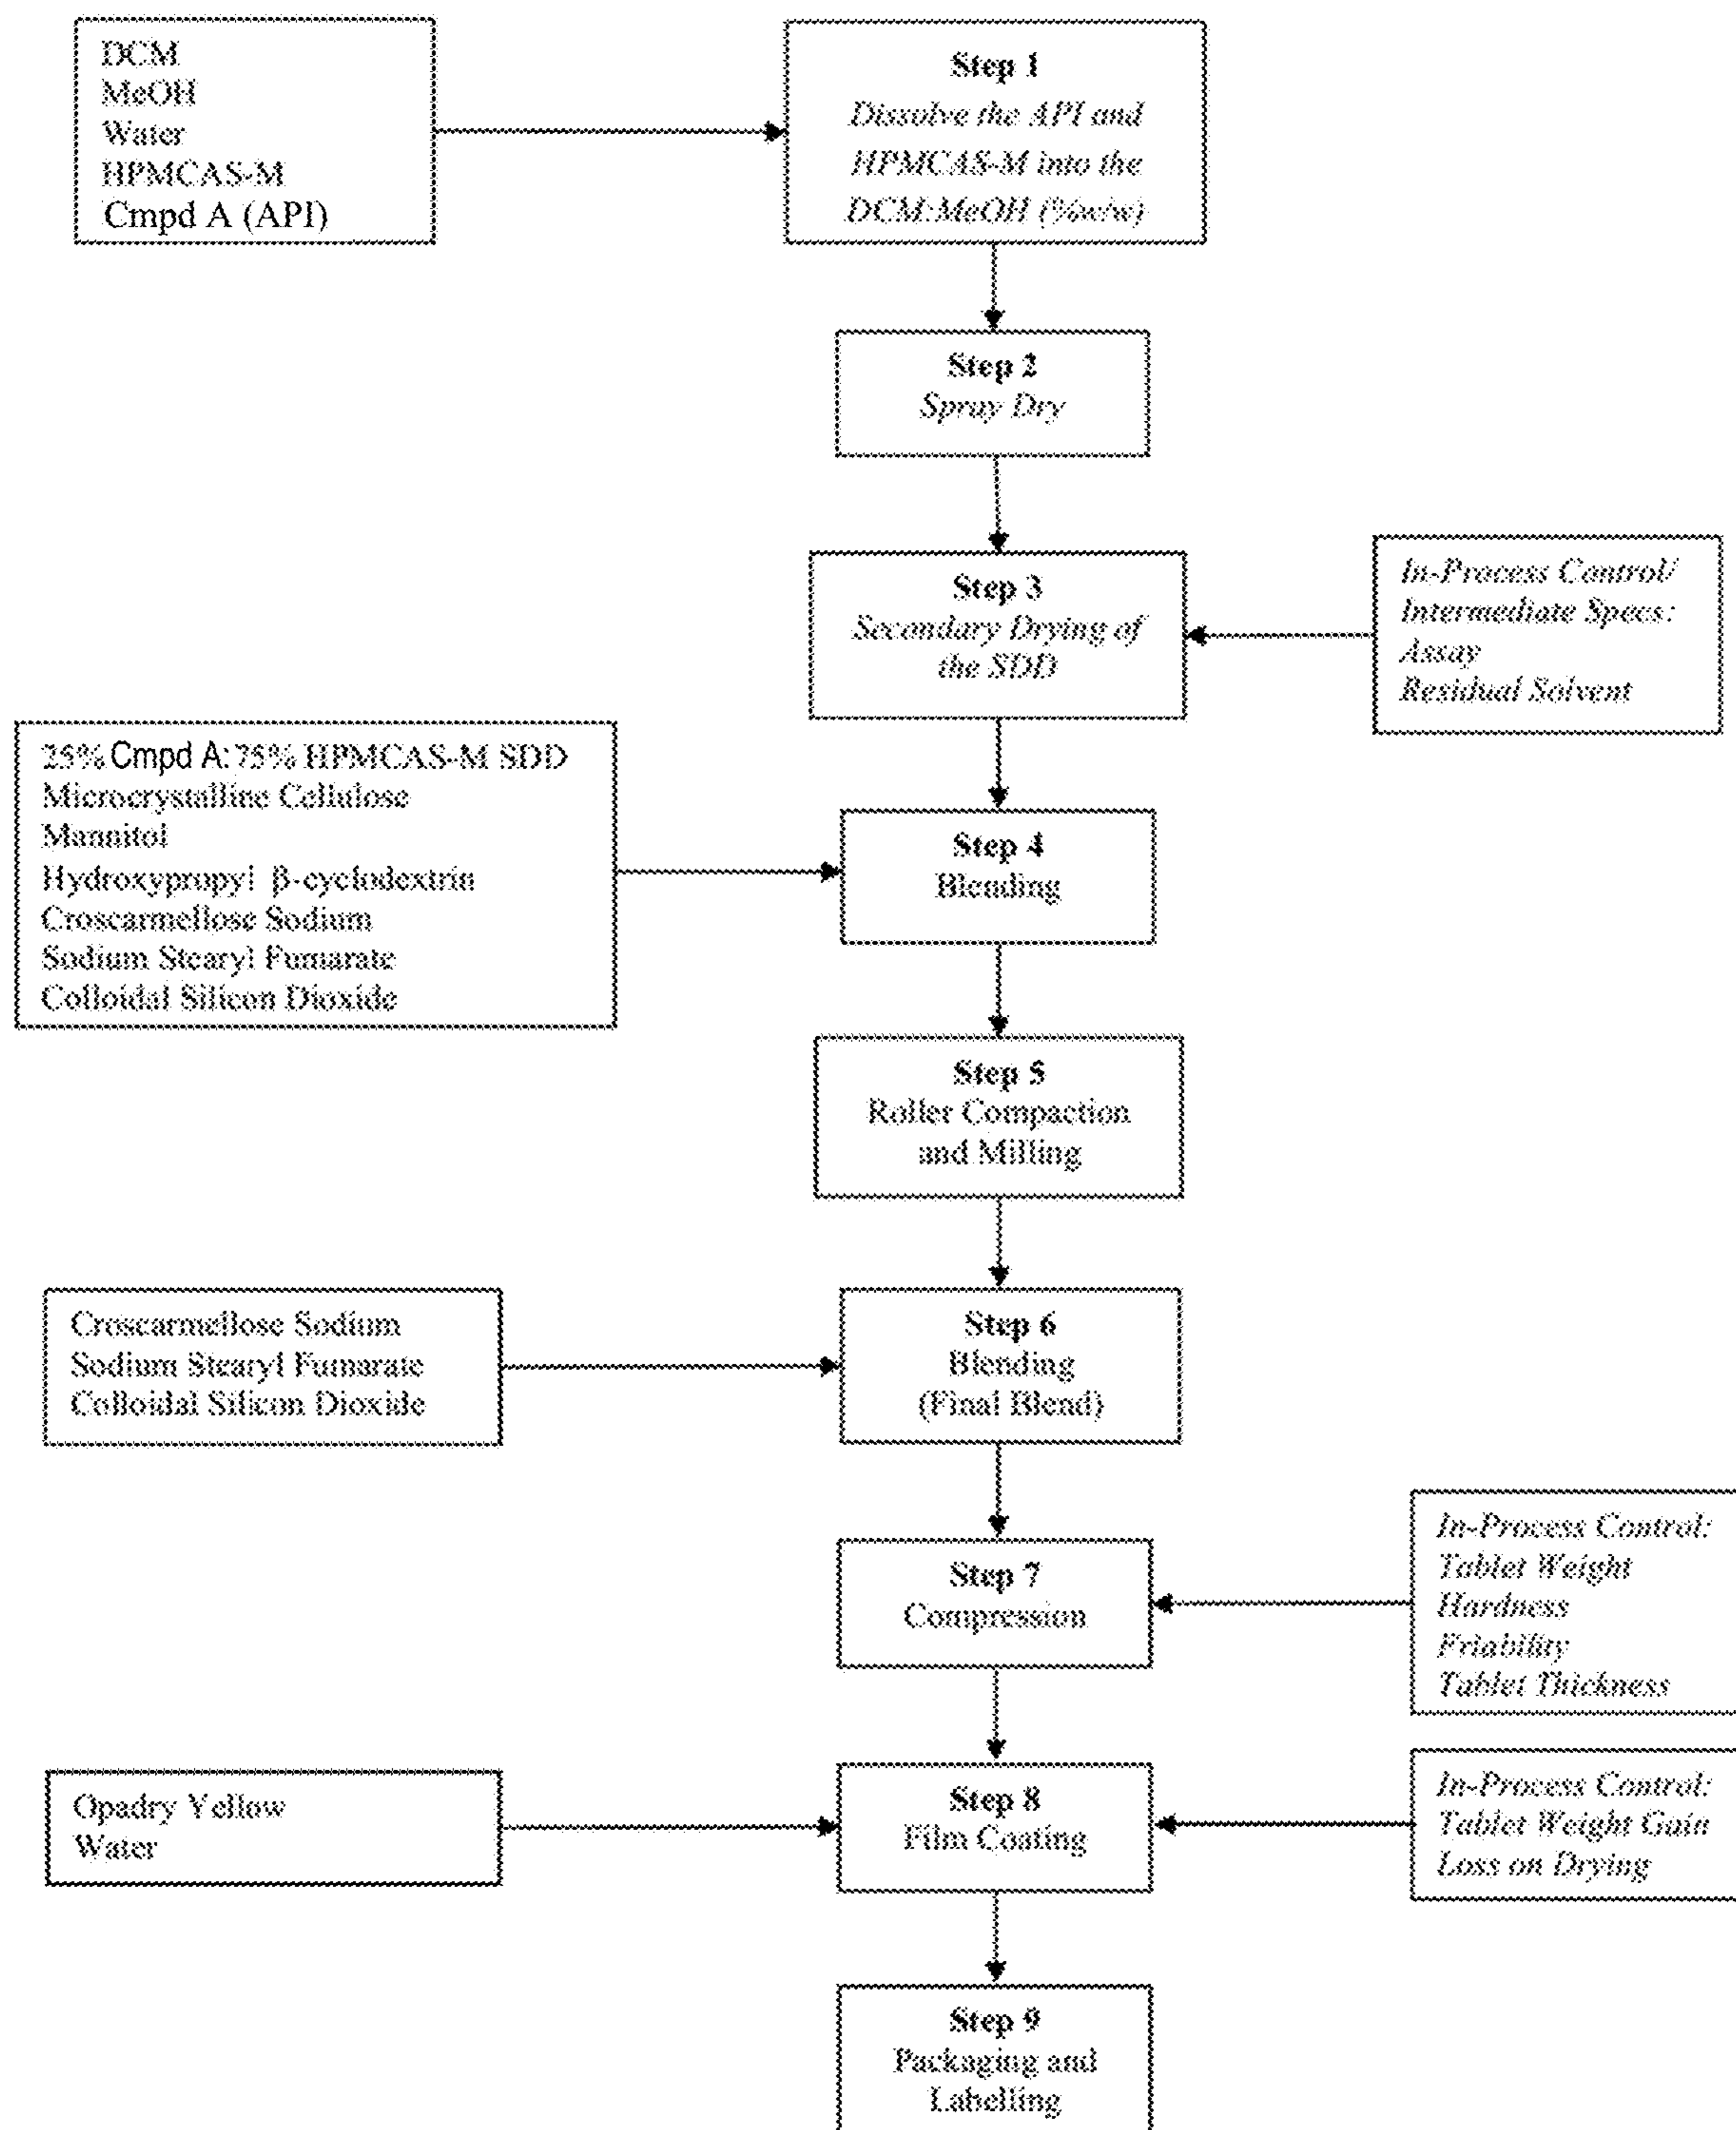 DCM
MeOH
Water
HPMCAS-M
Cmpd A (API)
Step 1
Dissolve the API and
HPMCAS-M into the
DCM:MeOH (%w/w)
Step 2
Spray Dry
Step 3
Secondary Drying of
the SDD
In-Process Control/
Intermediate Specs:
Assay
Residual Solvent
25% Cmpd A: 75% HPMCAS-M SDD
Microcrystalline Cellulose
Mannitol
Hydroxypropyl β-cyclodextrin
Croscarmellose Sodium
Sodium Stearyl Fumarate
Colloidal Silicon Dioxide
Step 4
Blending
Step 5
Roller Compaction
and Milling
Croscarmellose Sodium
Sodium Stearyl Fumarate
Colloidal Silicon Dioxide
Step 6
Blending
(Final Blend)
Step 7
Compression
In-Process Control:
Tablet Weight
Hardness
Friability
Tablet Thickness
Opadry Yellow
Water
Step 8
Film Coating
In-Process Control:
Tablet Weight Gain
Loss on Drying
Step 9
Packaging and
Labelling